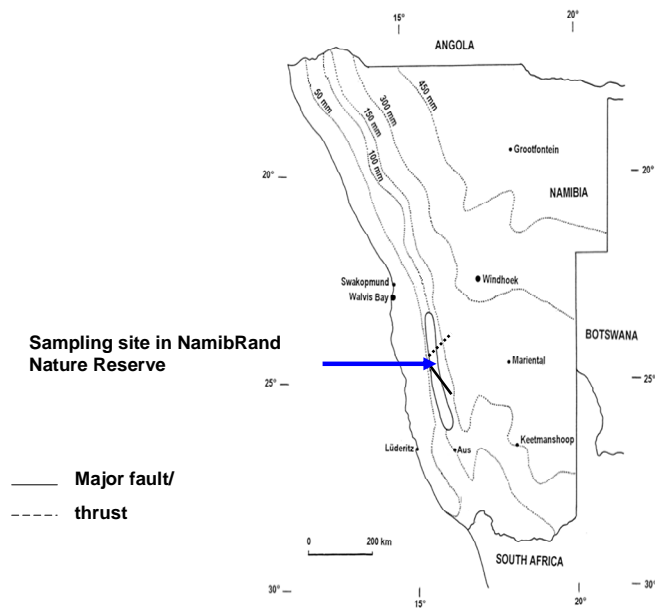 15°
20°
ANGOLA
450 mm
300 mm
150 mm
100 mm
50 mm
Grootfontein
20°
20°
NAMIBIA
Swakopmund
Walvis Bay
Windhoek
BOTSWANA
Sampling site in NamibRand
Nature Reserve
Mariental
25°
25°
Lüderitz
Aus
Keetmanshoop
Major fault/
thrust
0
200 km
SOUTH AFRICA
30°
15°
20°
30°